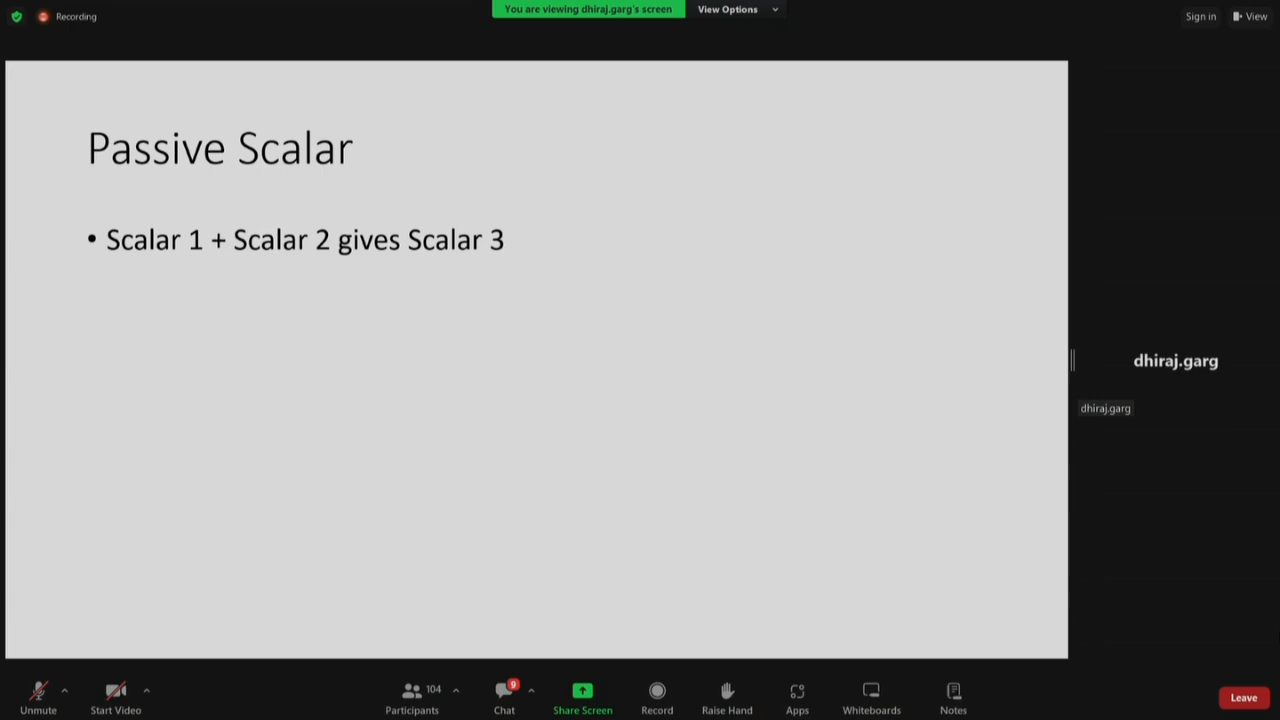 Recording
You are viewing dhiraj.garg's screen
View Options
Sign in
View
Passive Scalar
• Scalar 1 + Scalar 2 gives Scalar 3
dhiraj.garg
dhiraj.garg
Unmute
Start Video
104
Participants
9
Chat
Share Screen
Record
Raise Hand
Apps
Whiteboards
Notes
Leave